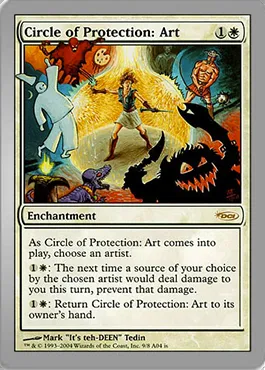 Circle of Protection: Art 1
Enchantment
DCI
As Circle of Protection: Art comes into
play, choose an artist.
1 : The next time a source of your choice
by the chosen artist would deal damage to
you this turn, prevent that damage.
1 : Return Circle of Protection: Art to its
owner's hand.
Mark "It's teh-DEEN" Tedin
™ & © 1993–2004 Wizards of the Coast, Inc. 9/8 A04 is